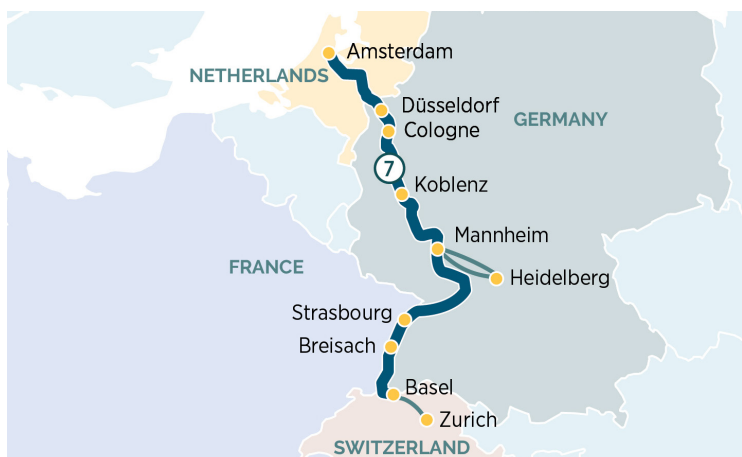 Amsterdam
NETHERLANDS
Düsseldorf
GERMANY
Cologne
7
Koblenz
Mannheim
FRANCE
Heidelberg
Strasbourg
Breisach
Basel
Zurich
SWITZERLAND